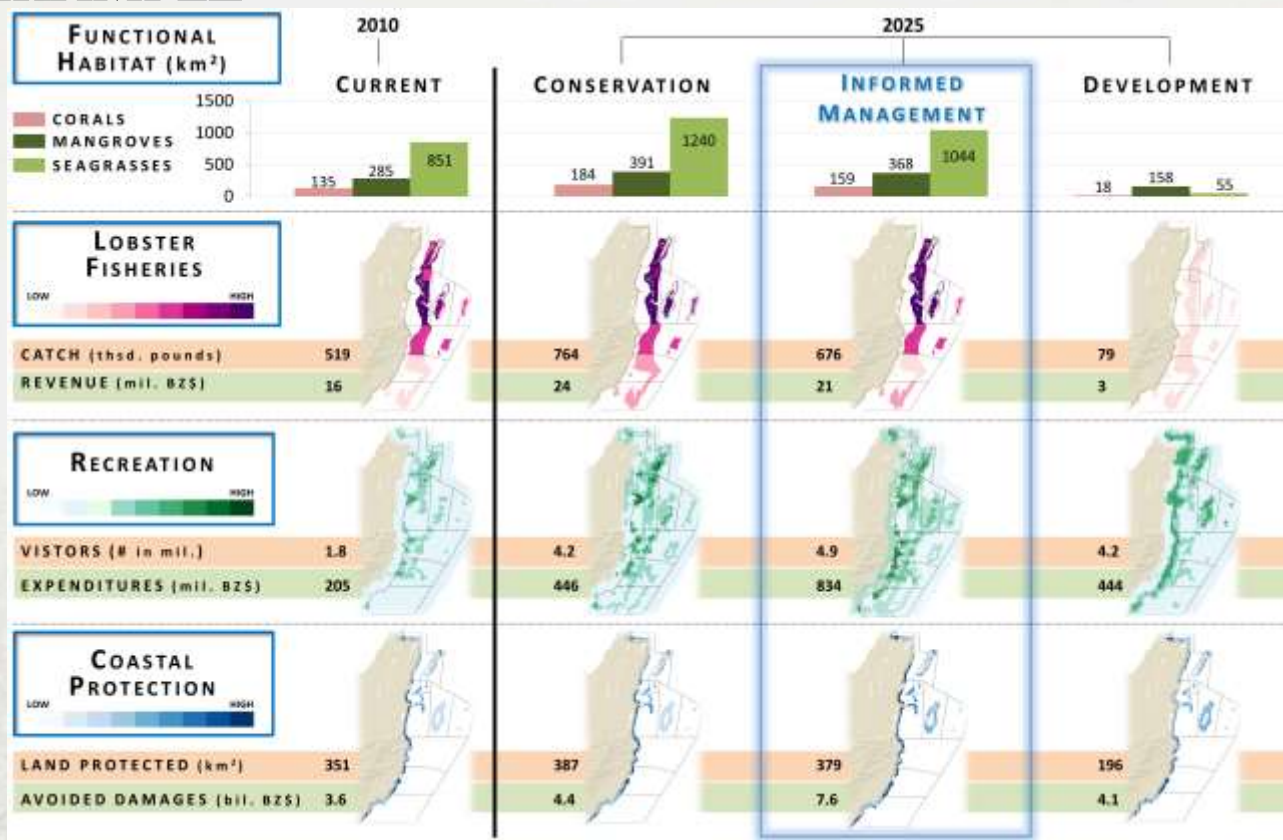 FUNCTIONAL
HABITAT (km²)
2010
2025
CURRENT
CONSERVATION
INFORMED
MANAGEMENT
DEVELOPMENT
CORALS
MANGROVES
SEAGRASSES
1500
1000
500
0
135 285 851
184 391 1240
159 368 1044
18 158 55
LOBSTER
FISHERIES
LOW HIGH
CATCH (thsd. pounds) 519 764 676 79
REVENUE (mil. BZ$) 16 24 21 3
RECREATION
LOW HIGH
VISTORS (# in mil.) 1.8 4.2 4.9 4.2
EXPENDITURES (mil. BZ$) 205 446 834 444
COASTAL
PROTECTION
LOW HIGH
LAND PROTECTED (km²) 351 387 379 196
AVOIDED DAMAGES (bil. BZ$) 3.6 4.4 7.6 4.1